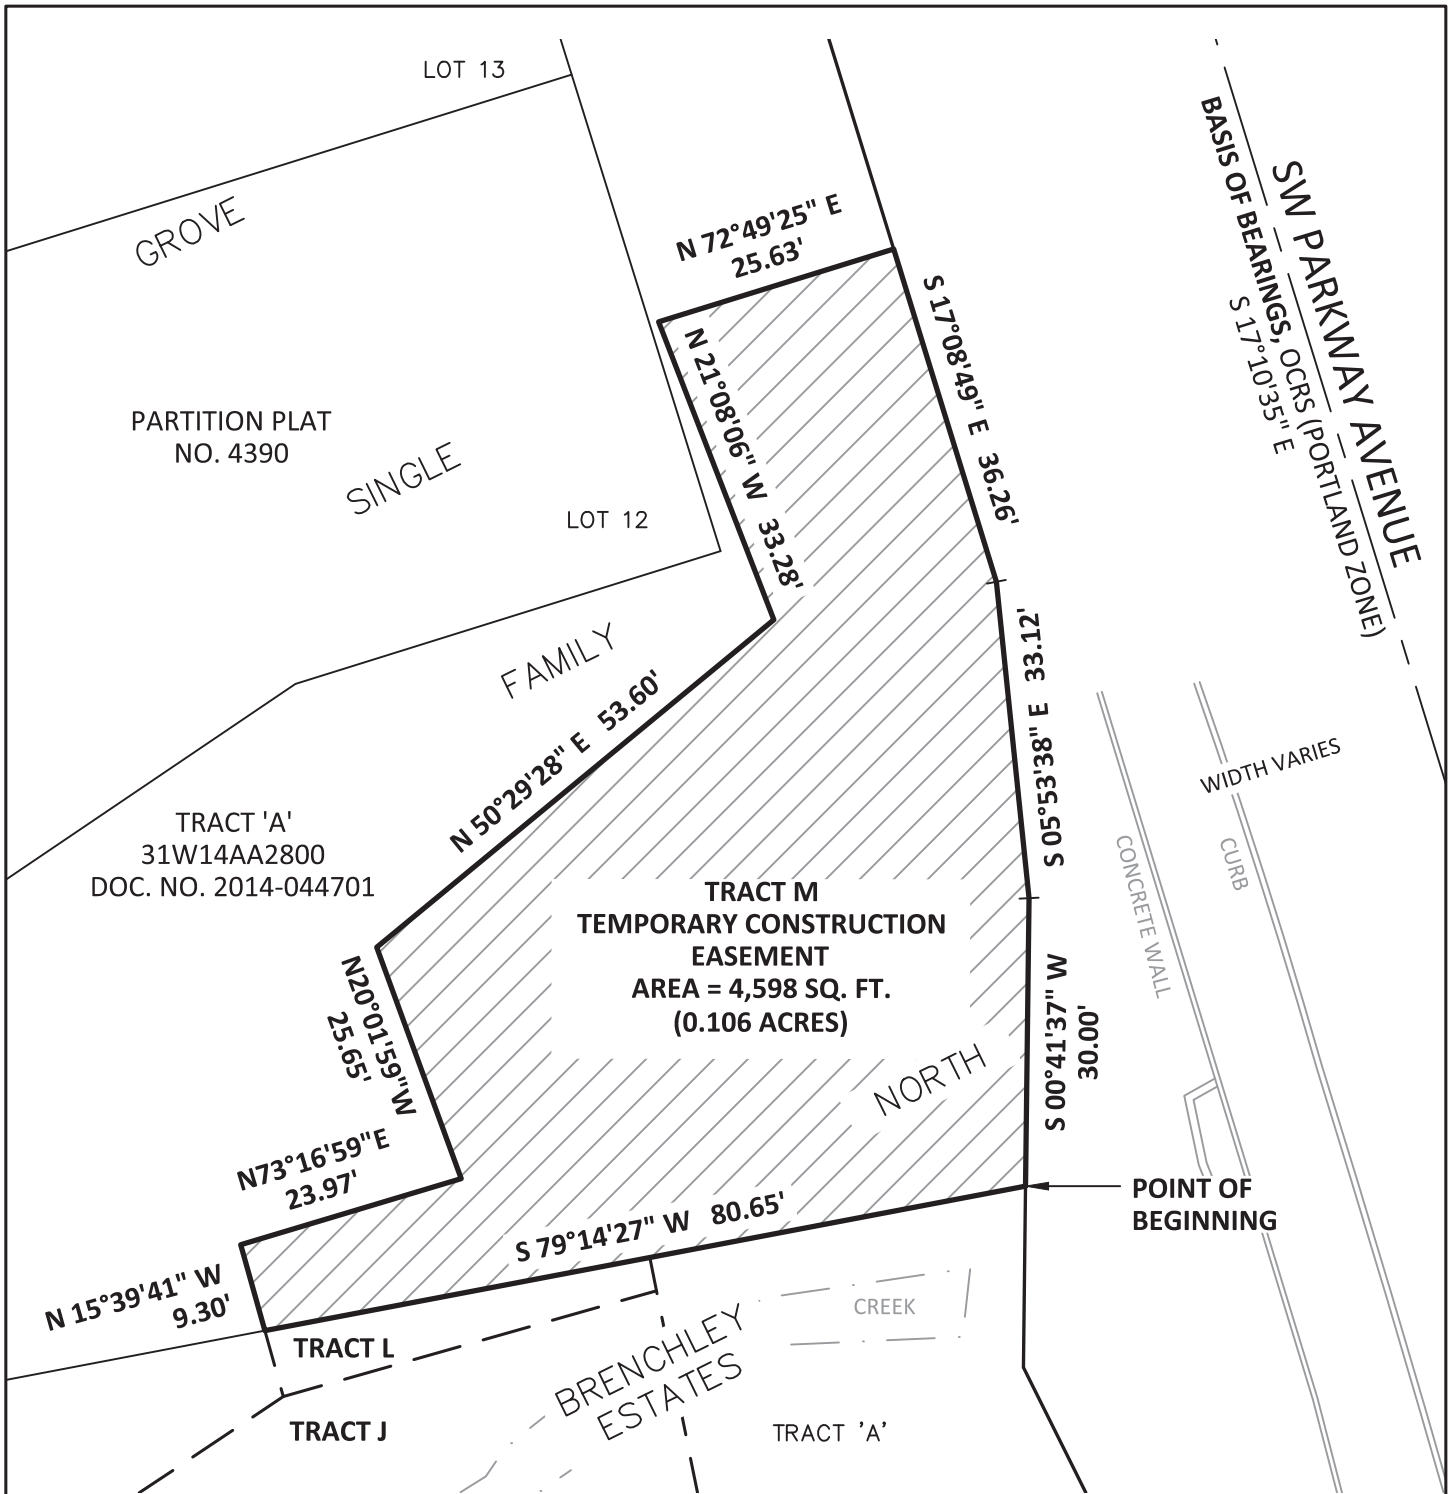 LOT 13
GROVE
N 72°49'25" E
25.63'
BASIS OF BEARINGS, OCRS (PORTLAND ZONE)
S 17°10'35" E
SW PARKWAY AVENUE
S 17°08'49" E 36.26'
N 21°08'06" W 33.28'
PARTITION PLAT
NO. 4390
SINGLE
LOT 12
FAMILY
S 05°53'38" E 33.12'
N 50°29'28" E 53.60'
WIDTH VARIES
CURB
CONCRETE WALL
TRACT 'A'
31W14AA2800
DOC. NO. 2014-044701
TRACT M
TEMPORARY CONSTRUCTION
EASEMENT
AREA = 4,598 SQ. FT.
(0.106 ACRES)
N20°01'59"W
25.65'
S 00°41'37" W
30.00'
NORTH
N73°16'59"E
23.97'
S 79°14'27" W 80.65'
POINT OF
BEGINNING
N 15°39'41" W
9.30'
TRACT L
CREEK
BRENCHLEY
ESTATES
TRACT J
TRACT 'A'